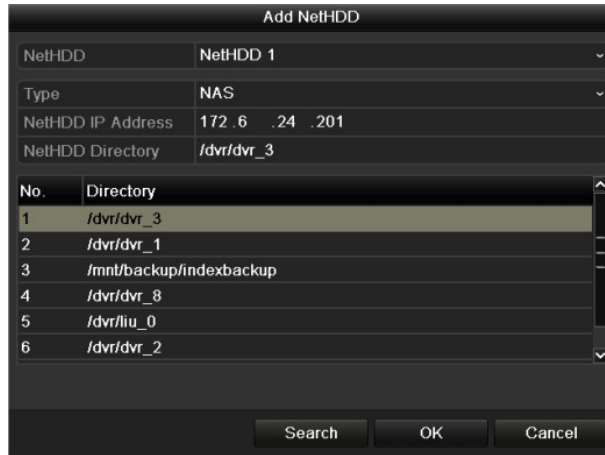 Add NetHDD
NetHDD NetHDD 1
Type NAS
NetHDD IP Address 172 .6 .24 .201
NetHDD Directory /dvr/dvr_3
No. Directory
1 /dvr/dvr_3
2 /dvr/dvr_1
3 /mnt/backup/indexbackup
4 /dvr/dvr_8
5 /dvr/liu_0
6 /dvr/dvr_2
Search OK Cancel